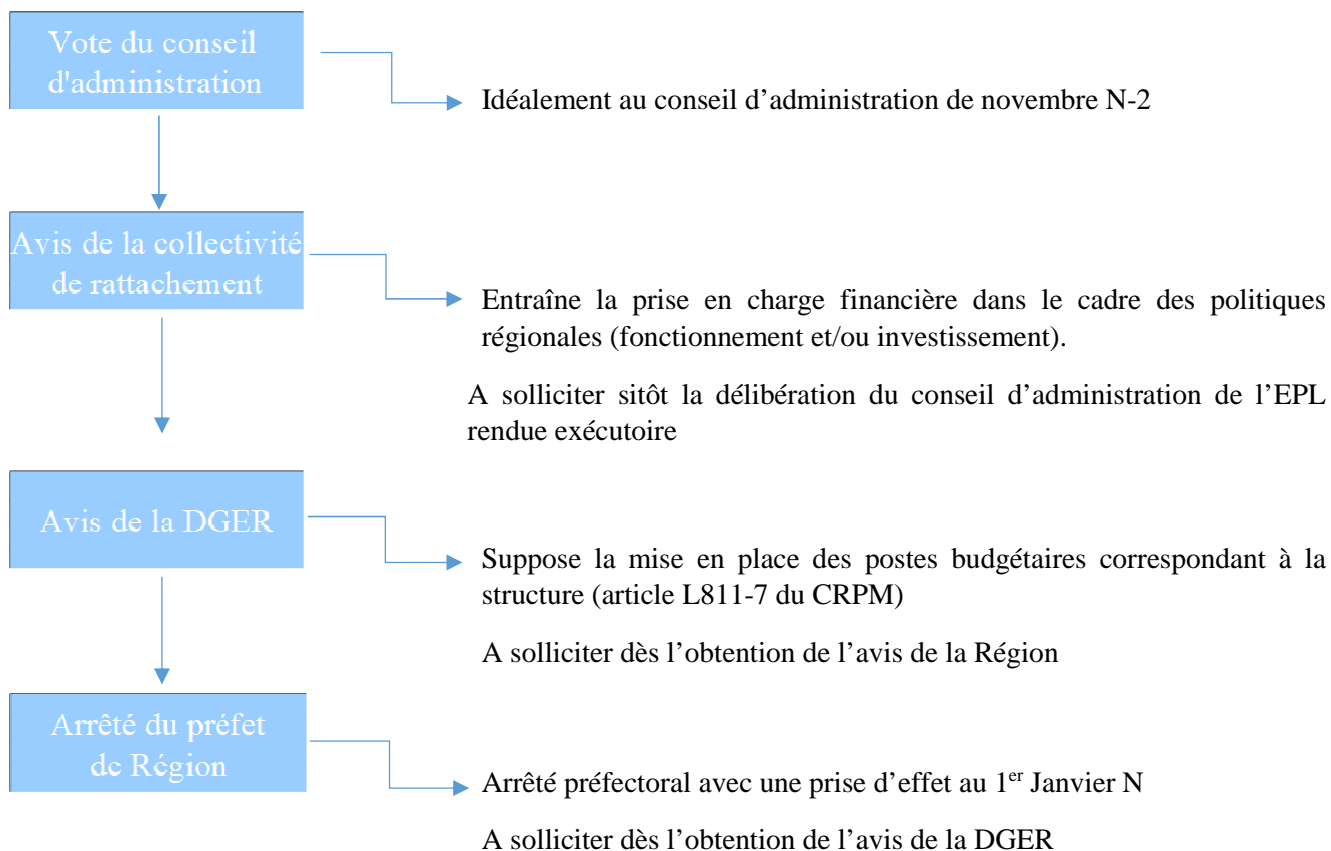 Vote du conseil
d'administration
Idéalement au conseil d’administration de novembre N-2
Avis de la collectivité
de rattachement
Entraîne la prise en charge financière dans le cadre des politiques
régionales (fonctionnement et/ou investissement).
A solliciter sitôt la délibération du conseil d’administration de l’EPL
rendue exécutoire
Avis de la DGER
Suppose la mise en place des postes budgétaires correspondant à la
structure (article L811-7 du CRPM)
A solliciter dès l’obtention de l’avis de la Région
Arrêté du préfet
de Région
Arrêté préfectoral avec une prise d’effet au 1er Janvier N
A solliciter dès l’obtention de l’avis de la DGER